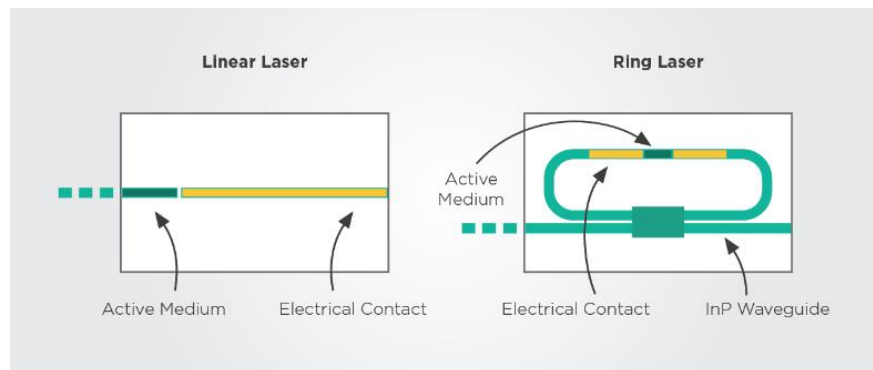 Linear Laser
Active Medium
Electrical Contact
Ring Laser
Active
Medium
Electrical Contact
InP Waveguide